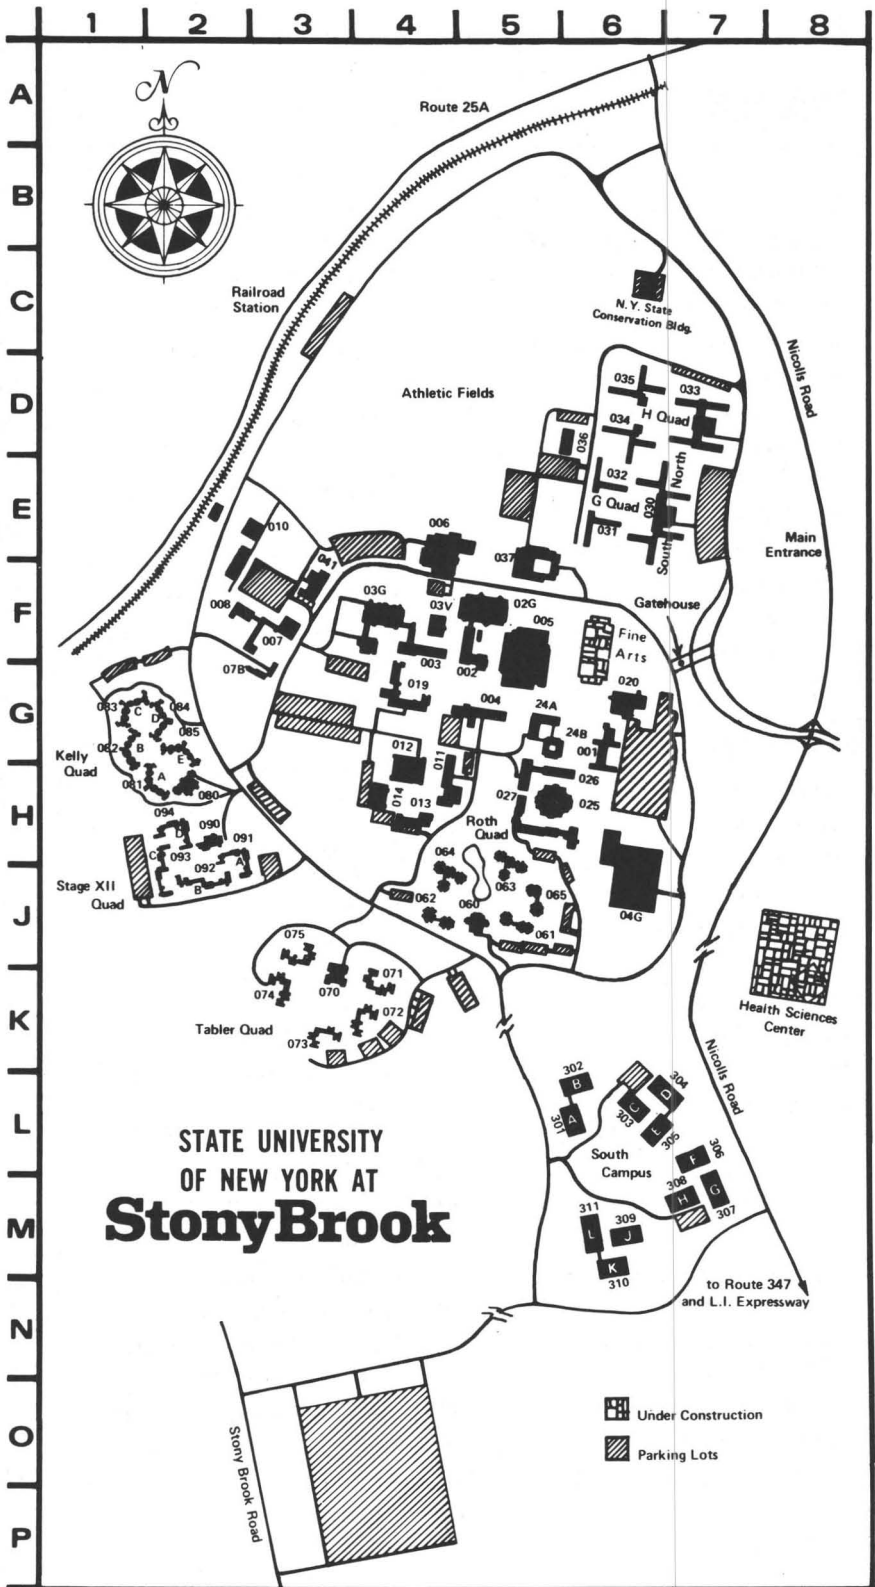 1 2 3 4 5 6 7 8
A
B
C
D
E
F
G
H
J
K
L
M
N
O
P
N
Route 25A
Railroad
Station
N.Y. State
Conservation Bldg.
Nicolls Road
Athletic Fields
035
033
H Quad
034
036
032
North
G Quad
030
031
South
Main
Entrance
010
006
041
037
03G
03V
02G
008
005
Gatehouse
007
Fine
Arts
003
002
07B
019
020
004
24A
24B
001
083
C
084
D
085
082
B
E
Kelly
Quad
A
081
080
012
011
026
014
013
027
025
094
D
090
091
C
093
092
A
B
Stage XII
Quad
Roth
Quad
064
063
062
060
065
061
04G
075
071
074
070
072
073
Tabler Quad
Health Sciences
Center
Nicolls Road
302
B
304
D
C
303
A
301
E
305
South
Campus
F
306
308
H
G
307
311
L
309
J
K
310
STATE UNIVERSITY
OF NEW YORK AT
StonyBrook
to Route 347
and L.I. Expressway
Stony Brook Road
Under Construction
Parking Lots